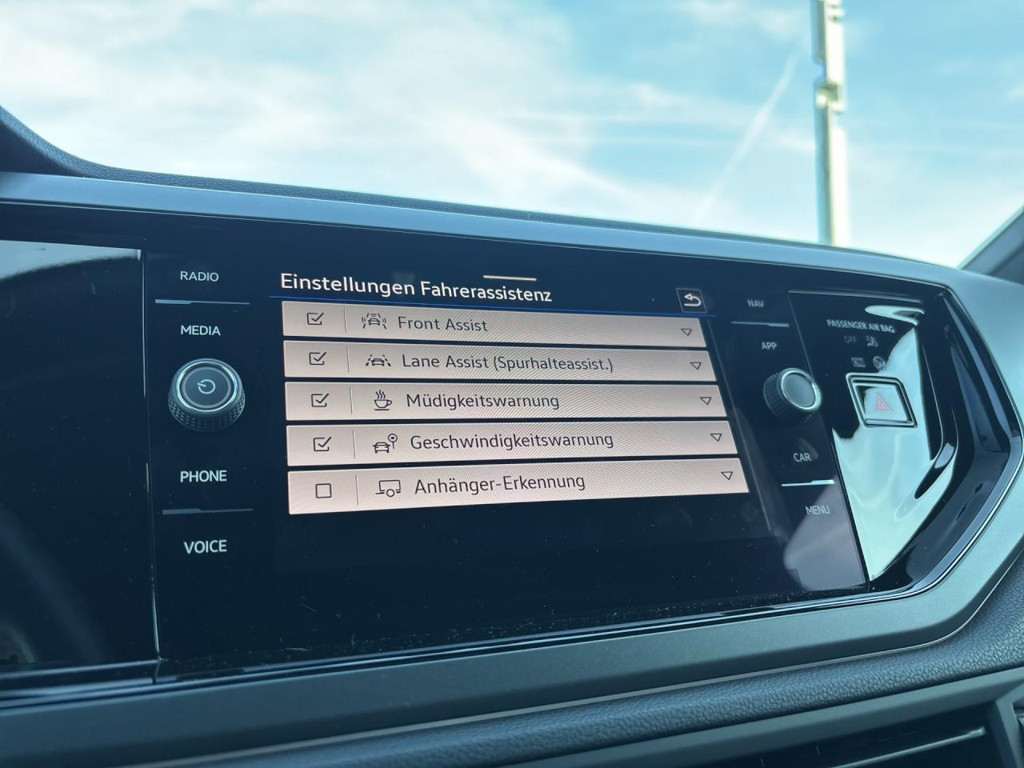 RADIO
MEDIA
PHONE
VOICE
Einstellungen Fahrerassistenz
Front Assist
Lane Assist (Spurhalteassist.)
Müdigkeitswarnung
Geschwindigkeitswarnung
Anhänger-Erkennung
NAV
APP
CAR
MENU
PASSENGER AIR BAG
OFF